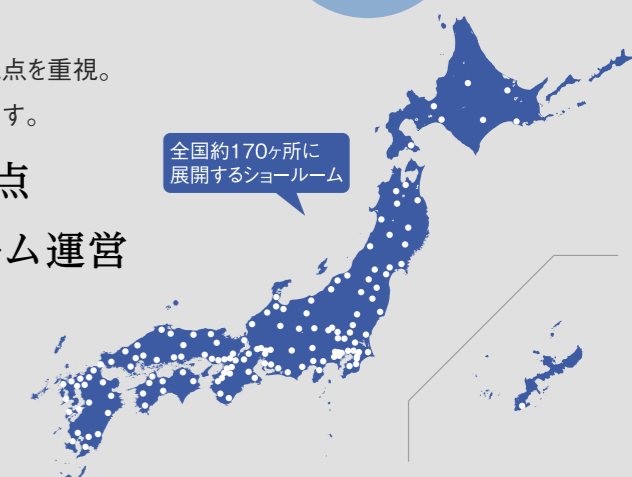 点を重視。
す。
点
ム運営
全国約170ヶ所に
展開するショールーム